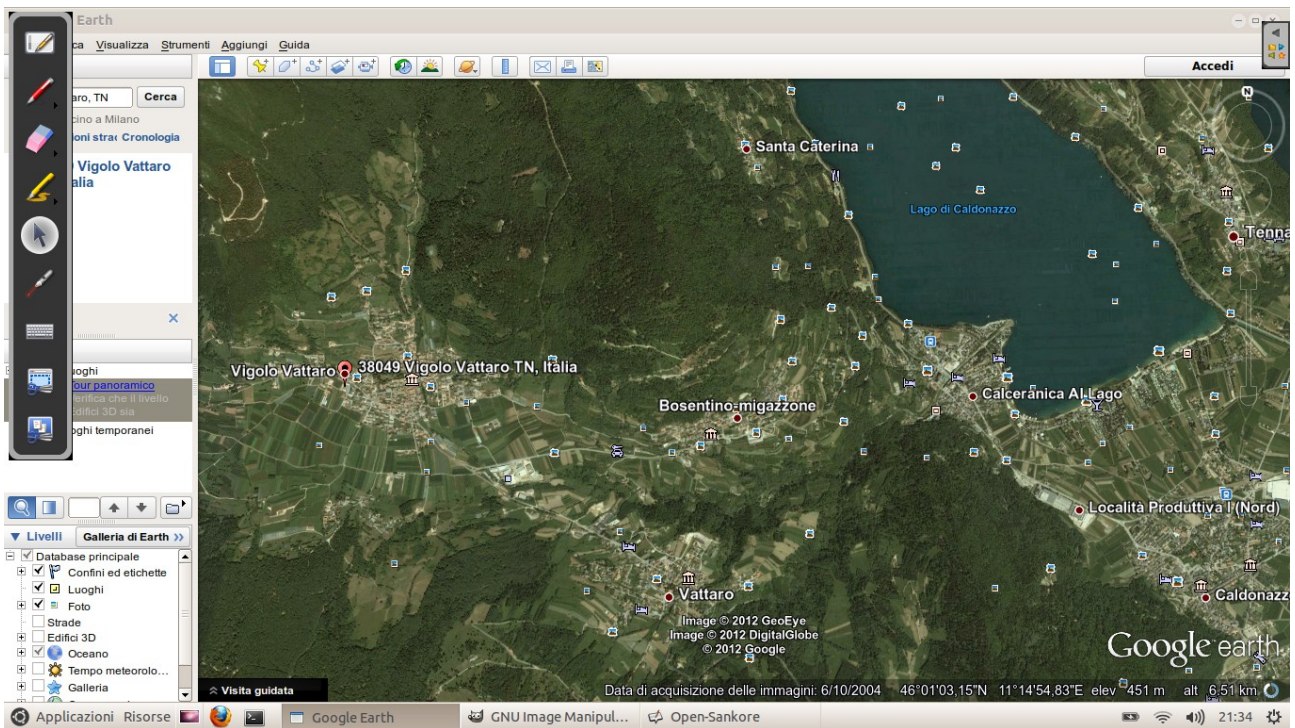 Earth
ca Visualizza Strumenti Aggiungi Guida
Accedi
aro, TN Cerca
cino a Milano
ioni strac Cronologia
Vigolo Vattaro
alia
uoghi
Tour panoramico
Verifica che il livello
Edifici 3D sia
oghi temporanei
Livelli Galleria di Earth >>
Database principale
Confini ed etichette
Luoghi
Foto
Strade
Edifici 3D
Oceano
Tempo meteorolo...
Galleria
N
Santa Caterina
Lago di Caldonazzo
Tenna
Vigolo Vattaro
38049 Vigolo Vattaro TN, Italia
Calceranica Al Lago
Bosentino-migazzone
Località Produttiva I (Nord)
Vattaro
Caldonazzo
Image © 2012 GeoEye
Image © 2012 DigitalGlobe
© 2012 Google
Google earth
Visita guidata
Data di acquisizione delle immagini: 6/10/2004 46°01'03,15"N 11°14'54,83"E elev 451 m alt 6.51 km
Applicazioni Risorse Google Earth GNU Image Manipul... Open-Sankore 21:34